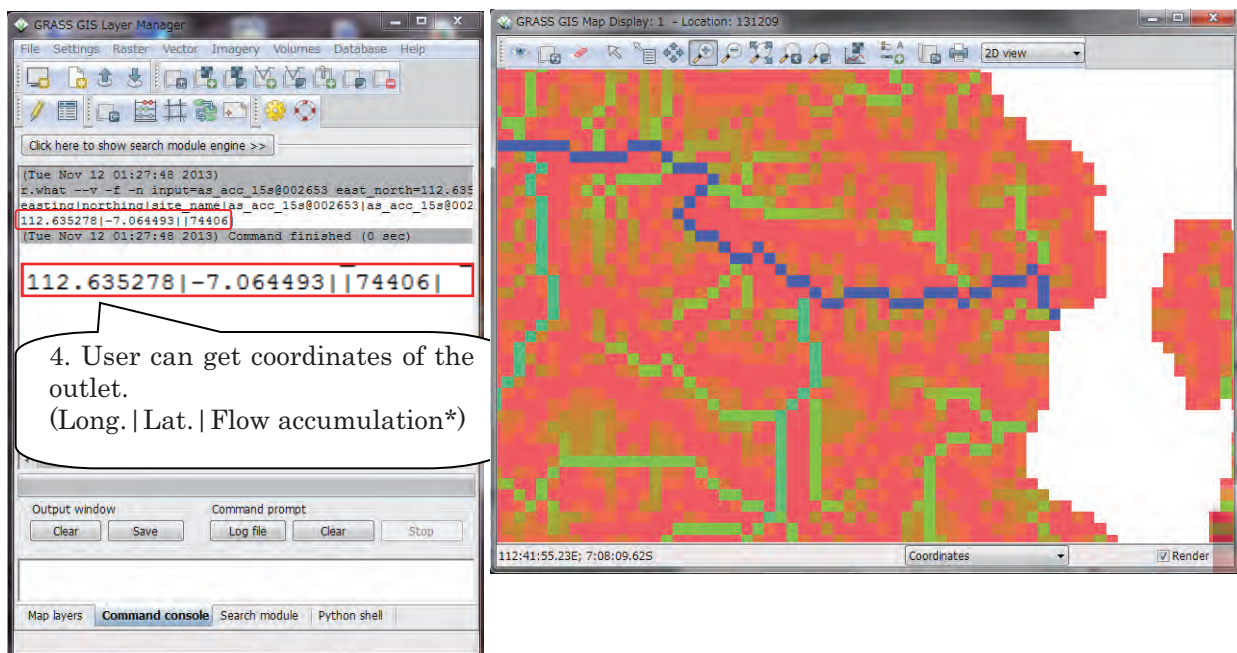 GRASS GIS Layer Manager
File Settings Raster Vector Imagery Volumes Database Help
Click here to show search module engine >>
(Tue Nov 12 01:27:48 2013)
r.what --v -f -n input=as_acc_15s@002653 east_north=112.635
easting|northing|site_name|as_acc_15s@002653|as_acc_15s@002
112.635278|-7.064493||74406
(Tue Nov 12 01:27:48 2013) Command finished (0 sec)
112.635278|-7.064493||74406|
4. User can get coordinates of the
outlet.
(Long.|Lat.|Flow accumulation*)
Output window Command prompt
Clear Save Log file Clear Stop
Map layers Command console Search module Python shell
GRASS GIS Map Display: 1 - Location: 131209
2D view
112:41:55.23E; 7:08:09.62S Coordinates Render